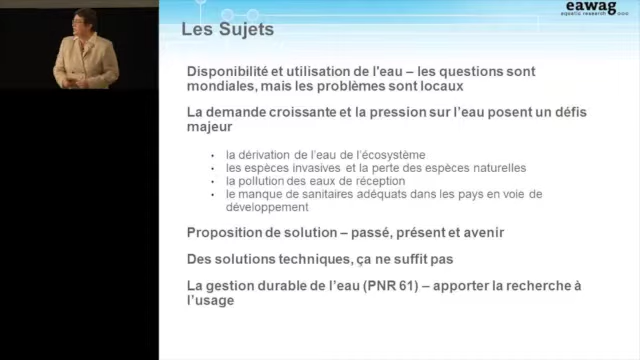 eawag
aquatic research
Les Sujets
Disponibilité et utilisation de l'eau – les questions sont
mondiales, mais les problèmes sont locaux
La demande croissante et la pression sur l'eau posent un défis
majeur
• la dérivation de l'eau de l'écosystème
• les espèces invasives et la perte des espèces naturelles
• la pollution des eaux de réception
• le manque de sanitaires adéquats dans les pays en voie de
développement
Proposition de solution – passé, présent et avenir
Des solutions techniques, ça ne suffit pas
La gestion durable de l'eau (PNR 61) – apporter la recherche à
l'usage